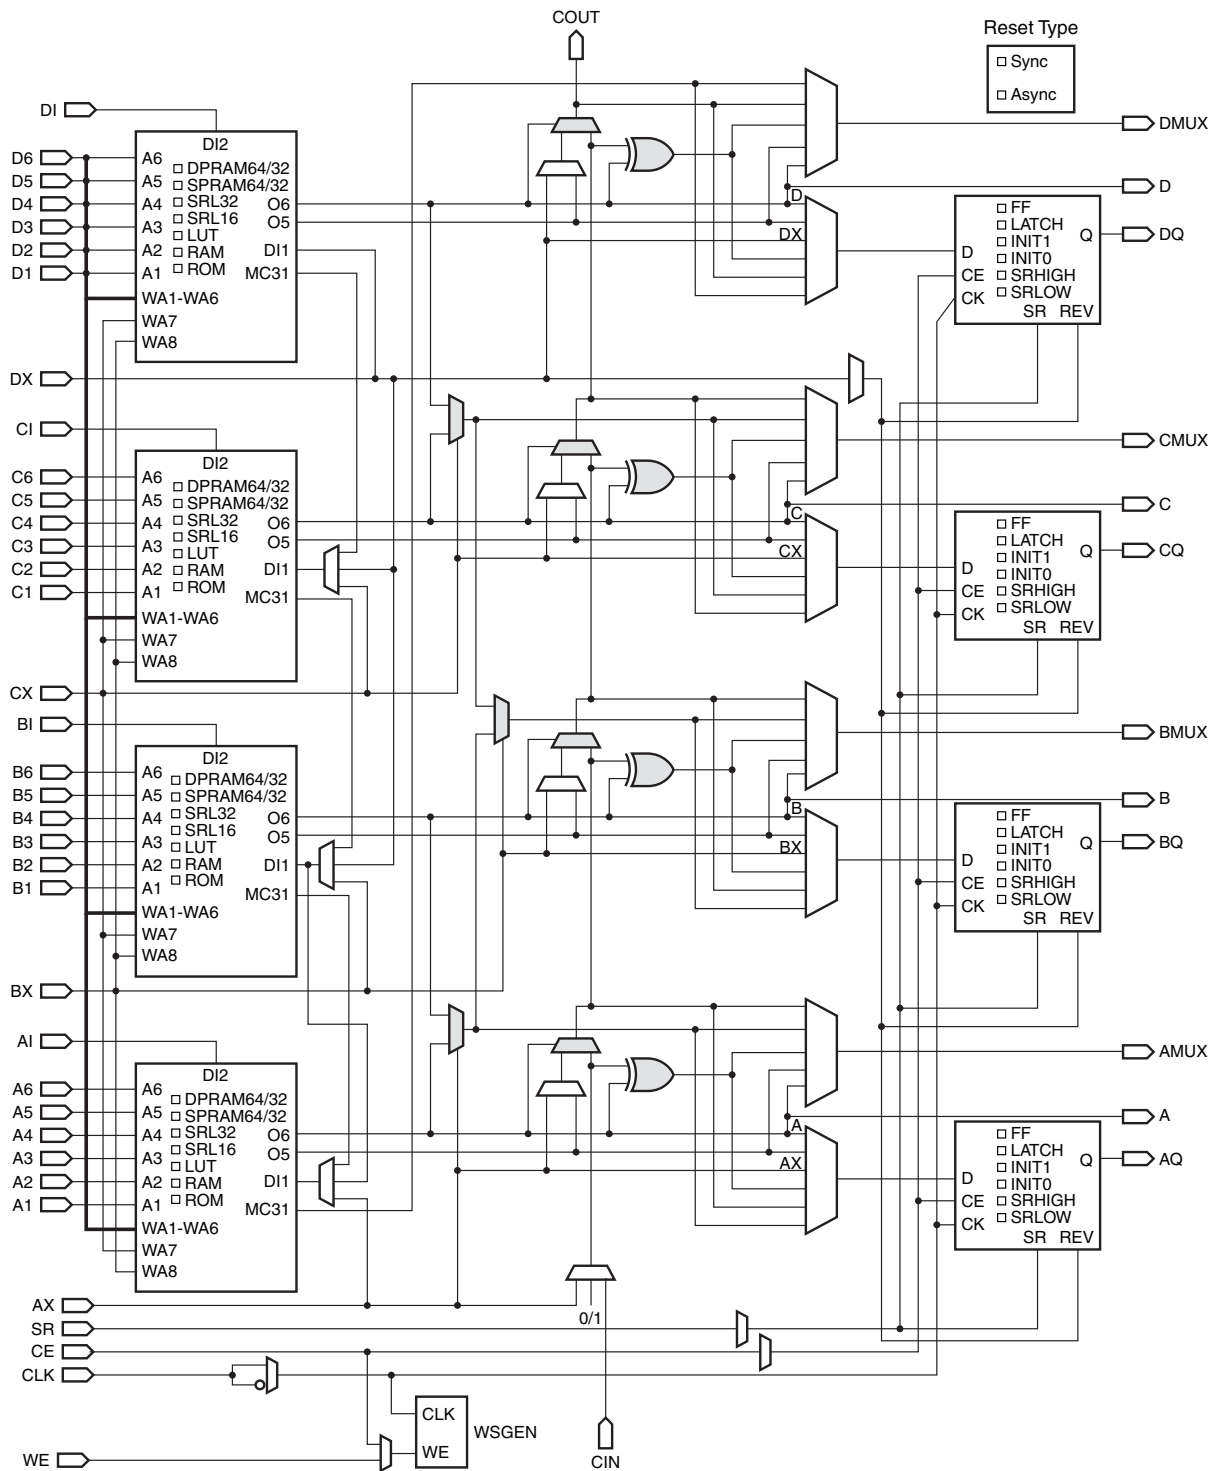 COUT
Reset Type
□ Sync
□ Async
DI
DI2
D6
D5
D4
D3
D2
D1
A6
A5
A4
A3
A2
A1
WA1-WA6
WA7
WA8
□ DPRAM64/32
□ SPRAM64/32
□ SRL32
□ SRL16
□ LUT
□ RAM
□ ROM
O6
O5
DI1
MC31
D
DX
DMUX
D
□ FF
□ LATCH
□ INIT1
□ INIT0
□ SRHIGH
□ SRLOW
D
CE
CK
Q
SR REV
DQ
DX
CI
DI2
C6
C5
C4
C3
C2
C1
A6
A5
A4
A3
A2
A1
WA1-WA6
WA7
WA8
□ DPRAM64/32
□ SPRAM64/32
□ SRL32
□ SRL16
□ LUT
□ RAM
□ ROM
O6
O5
DI1
MC31
C
CX
CMUX
C
□ FF
□ LATCH
□ INIT1
□ INIT0
□ SRHIGH
□ SRLOW
D
CE
CK
Q
SR REV
CQ
CX
BI
DI2
B6
B5
B4
B3
B2
B1
A6
A5
A4
A3
A2
A1
WA1-WA6
WA7
WA8
□ DPRAM64/32
□ SPRAM64/32
□ SRL32
□ SRL16
□ LUT
□ RAM
□ ROM
O6
O5
DI1
MC31
B
BX
BMUX
B
□ FF
□ LATCH
□ INIT1
□ INIT0
□ SRHIGH
□ SRLOW
D
CE
CK
Q
SR REV
BQ
BX
AI
DI2
A6
A5
A4
A3
A2
A1
A6
A5
A4
A3
A2
A1
WA1-WA6
WA7
WA8
□ DPRAM64/32
□ SPRAM64/32
□ SRL32
□ SRL16
□ LUT
□ RAM
□ ROM
O6
O5
DI1
MC31
A
AX
AMUX
A
□ FF
□ LATCH
□ INIT1
□ INIT0
□ SRHIGH
□ SRLOW
D
CE
CK
Q
SR REV
AQ
AX
0/1
SR
CE
CLK
CLK
WE
WSGEN
WE
CIN